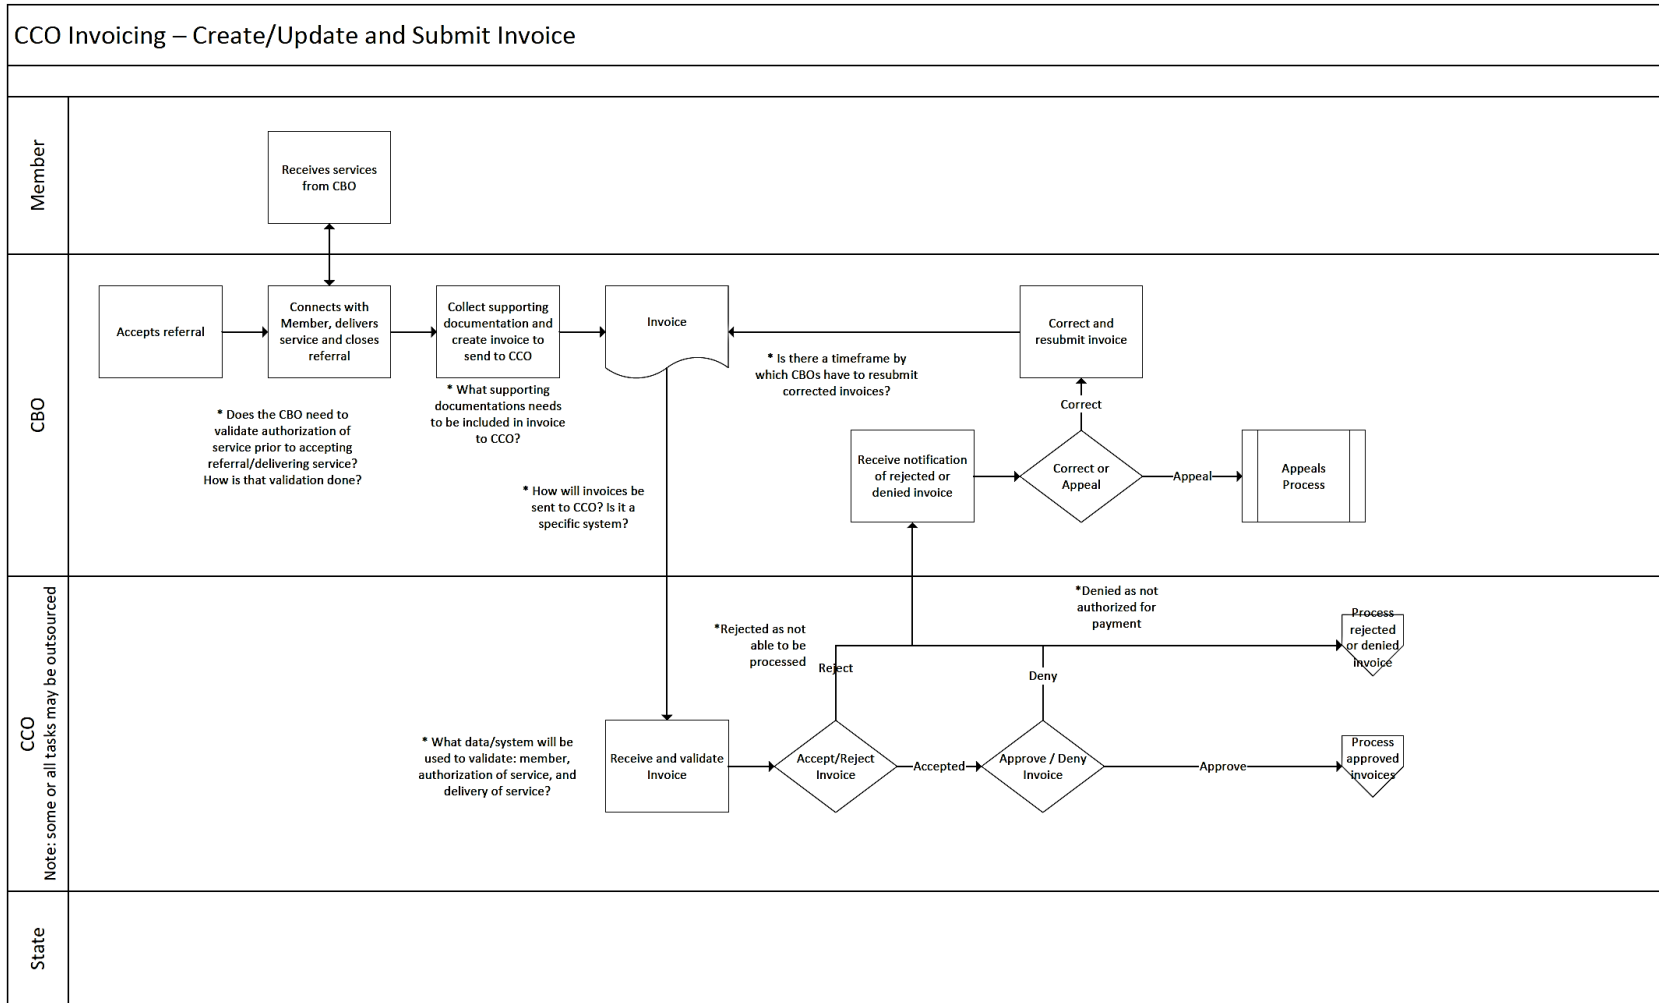 CCO Invoicing – Create/Update and Submit Invoice
Member
Receives services
from CBO
CBO
Accepts referral
Connects with
Member, delivers
service and closes
referral
Collect supporting
documentation and
create invoice to
send to CCO
Invoice
Correct and
resubmit invoice
* Is there a timeframe by
which CBOs have to resubmit
corrected invoices?
* What supporting
documentations needs
to be included in invoice
to CCO?
* Does the CBO need to
validate authorization of
service prior to accepting
referral/delivering service?
How is that validation done?
Correct
Receive notification
of rejected or
denied invoice
Correct or
Appeal
Appeal
Appeals
Process
* How will invoices be
sent to CCO? Is it a
specific system?
CCO
Note: some or all tasks may be outsourced
*Denied as not
authorized for
payment
*Rejected as not
able to be
processed
Reject
Deny
Process
rejected
or denied
invoice
* What data/system will be
used to validate: member,
authorization of service, and
delivery of service?
Receive and validate
Invoice
Accept/Reject
Invoice
Accepted
Approve / Deny
Invoice
Approve
Process
approved
invoices
State